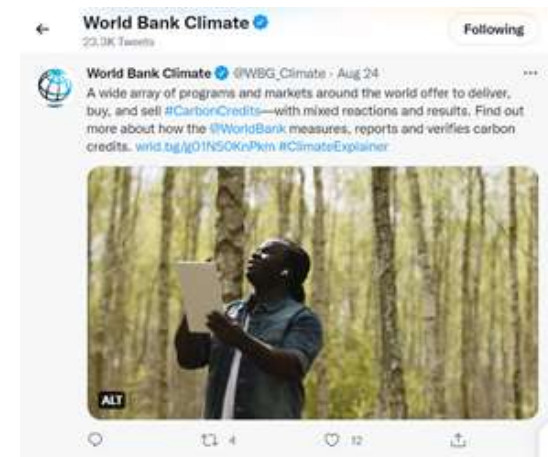 World Bank Climate
23.3K Tweets
Following
World Bank Climate @WBG_Climate · Aug 24
A wide array of programs and markets around the world offer to deliver,
buy, and sell #CarbonCredits—with mixed reactions and results. Find out
more about how the @WorldBank measures, reports and verifies carbon
credits. wrld.bg/g01N50KnPkm #ClimateExplainer
ALT
4
12